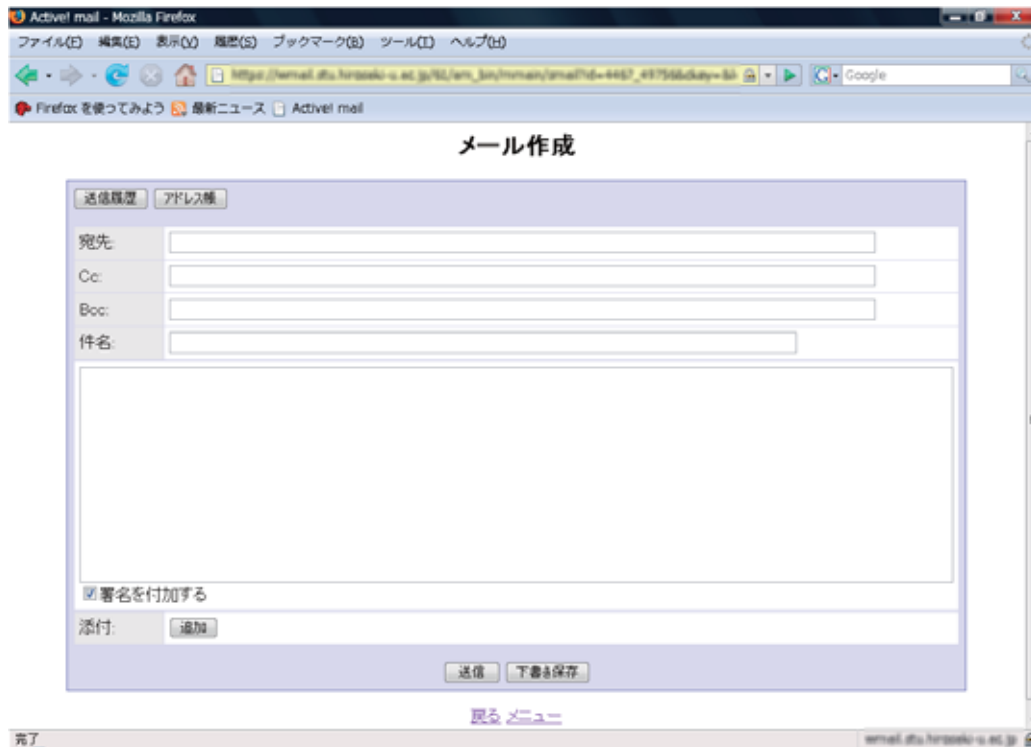 Active! mail - Mozilla Firefox
ファイル(F) 編集(E) 表示(V) 履歴(S) ブックマーク(B) ツール(T) ヘルプ(H)
Google
Firefox を使ってみよう 最新ニュース Active! mail
メール作成
送信履歴 アドレス帳
宛先:
Cc:
Bcc:
件名:
署名を付加する
添付: 追加
送信 下書き保存
戻る メニュー
完了